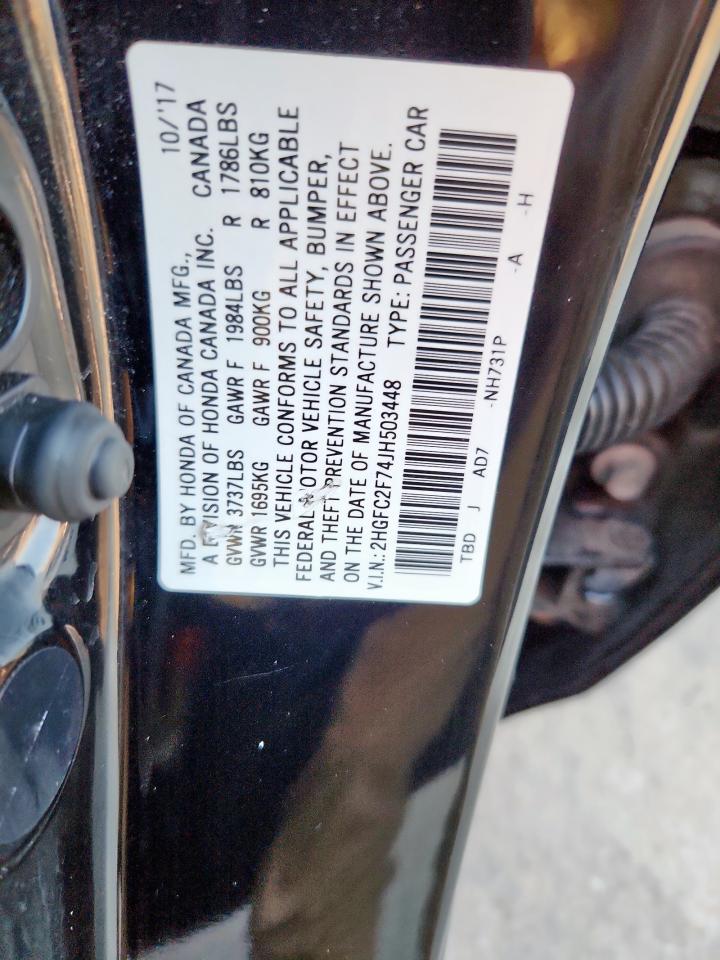 10/'17
MFD. BY HONDA OF CANADA MFG.,
A DIVISION OF HONDA CANADA INC. CANADA
GVWR 3737LBS GAWR F 1984LBS R 1786LBS
GVWR 1695KG GAWR F 900KG R 810KG
THIS VEHICLE CONFORMS TO ALL APPLICABLE
FEDERAL MOTOR VEHICLE SAFETY, BUMPER,
AND THEFT PREVENTION STANDARDS IN EFFECT
ON THE DATE OF MANUFACTURE SHOWN ABOVE.
V.I.N.: 2HGFC2F74JH503448 TYPE: PASSENGER CAR
TBD J AD7 -NH731P -A -H